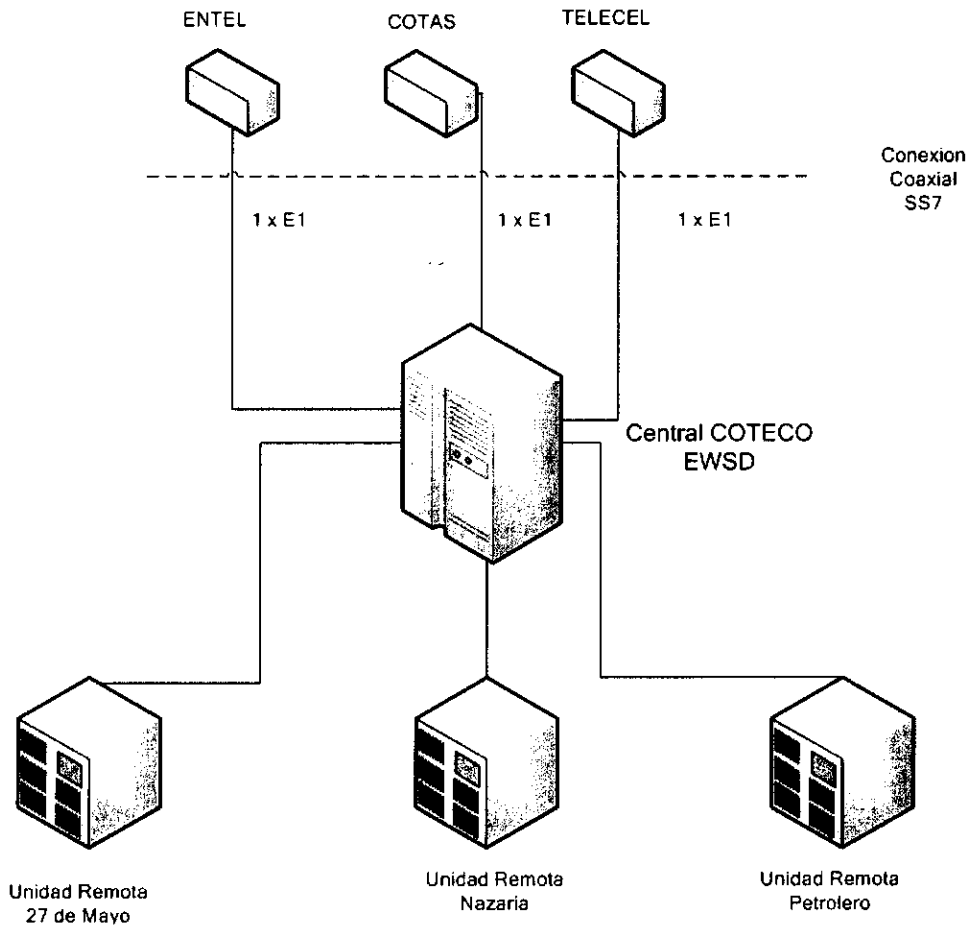 ENTEL
COTAS
TELECEL
Conexion
Coaxial
SS7
1 x E1
1 x E1
1 x E1
Central COTECO
EWSD
Unidad Remota
27 de Mayo
Unidad Remota
Nazaria
Unidad Remota
Petrolero